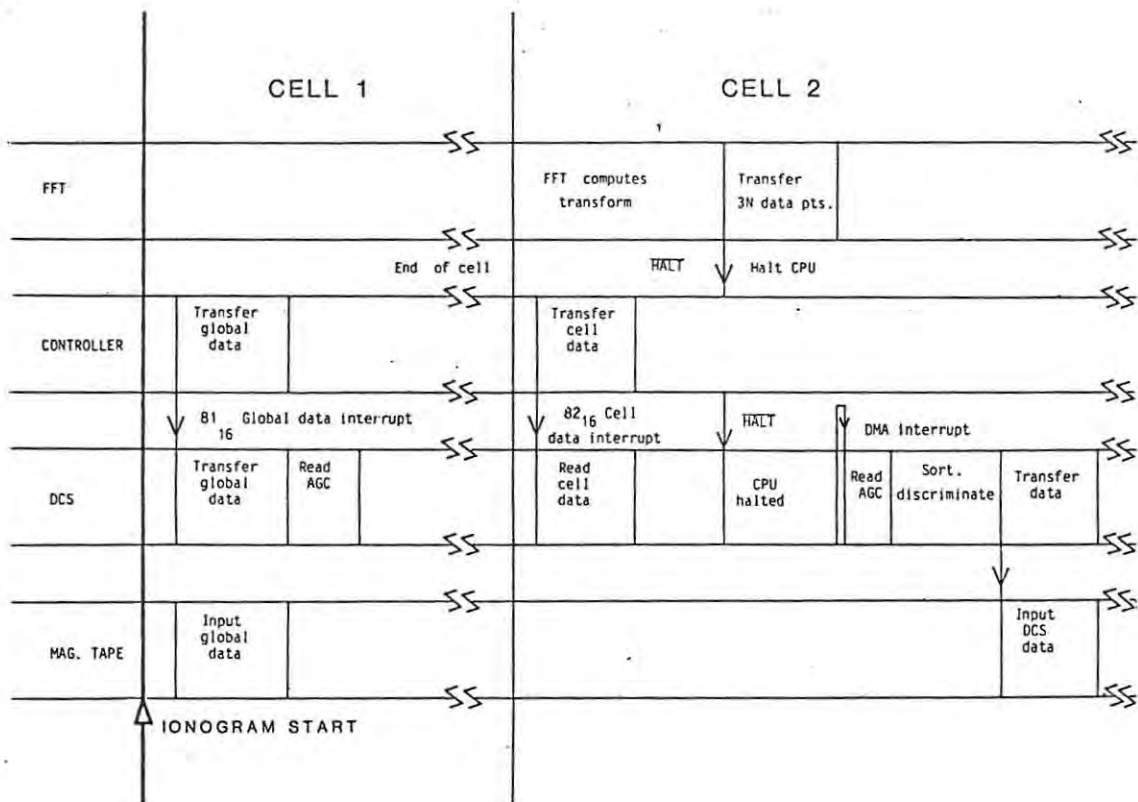 CELL 1
CELL 2
FFT
FFT computes
transform
Transfer
3N data pts.
End of cell
HALT
Halt CPU
CONTROLLER
Transfer
global
data
Transfer
cell
data
81
16
Global data interrupt
82
16
Cell
data interrupt
HALT
DMA interrupt
DCS
Transfer
global
data
Read
AGC
Read
cell
data
CPU
halted
Read
AGC
Sort.
discriminate
Transfer
data
MAG. TAPE
Input
global
data
Input
DCS
data
IONOGRAM START